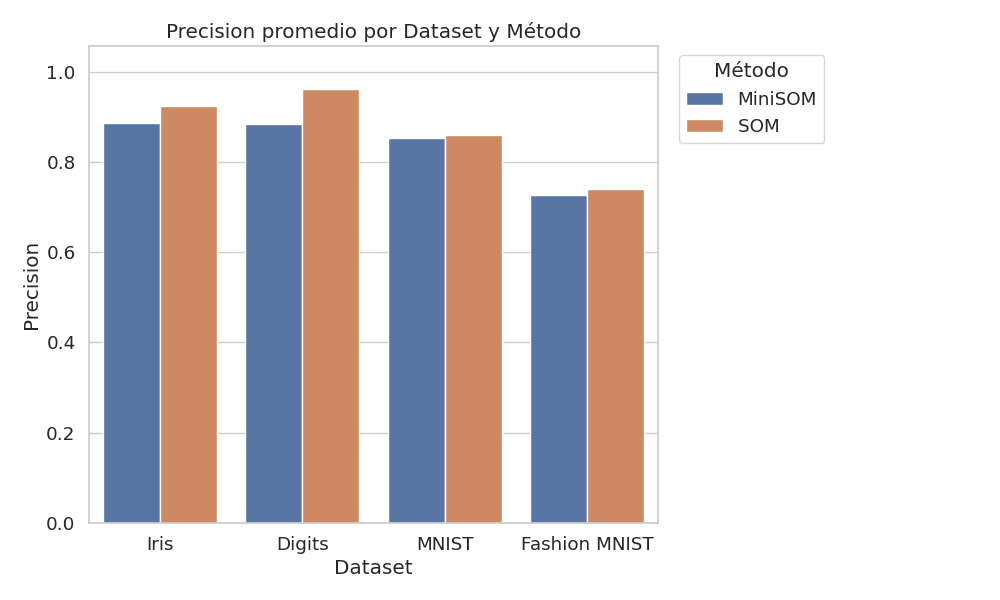 Precision promedio por Dataset y Método
Método
MiniSOM
SOM
1.0
0.8
0.6
0.4
0.2
0.0
Precision
Iris
Digits
MNIST
Fashion MNIST
Dataset